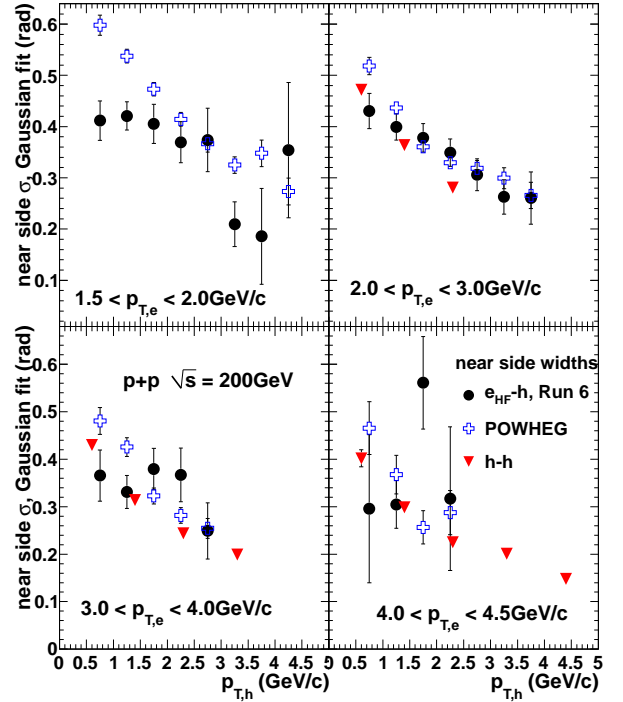 near side σ, Gaussian fit (rad)
0.6
0.5
0.4
0.3
0.2
0.1
1.5 < p_T,e < 2.0GeV/c
2.0 < p_T,e < 3.0GeV/c
near side σ, Gaussian fit (rad)
0.6
0.5
0.4
0.3
0.2
0.1
0
p+p √s = 200GeV
3.0 < p_T,e < 4.0GeV/c
near side widths
e_HF-h, Run 6
POWHEG
h-h
4.0 < p_T,e < 4.5GeV/c
0 0.5 1 1.5 2 2.5 3 3.5 4 4.5 5
0.5 1 1.5 2 2.5 3 3.5 4 4.5 5
p_T,h (GeV/c)
p_T,h (GeV/c)